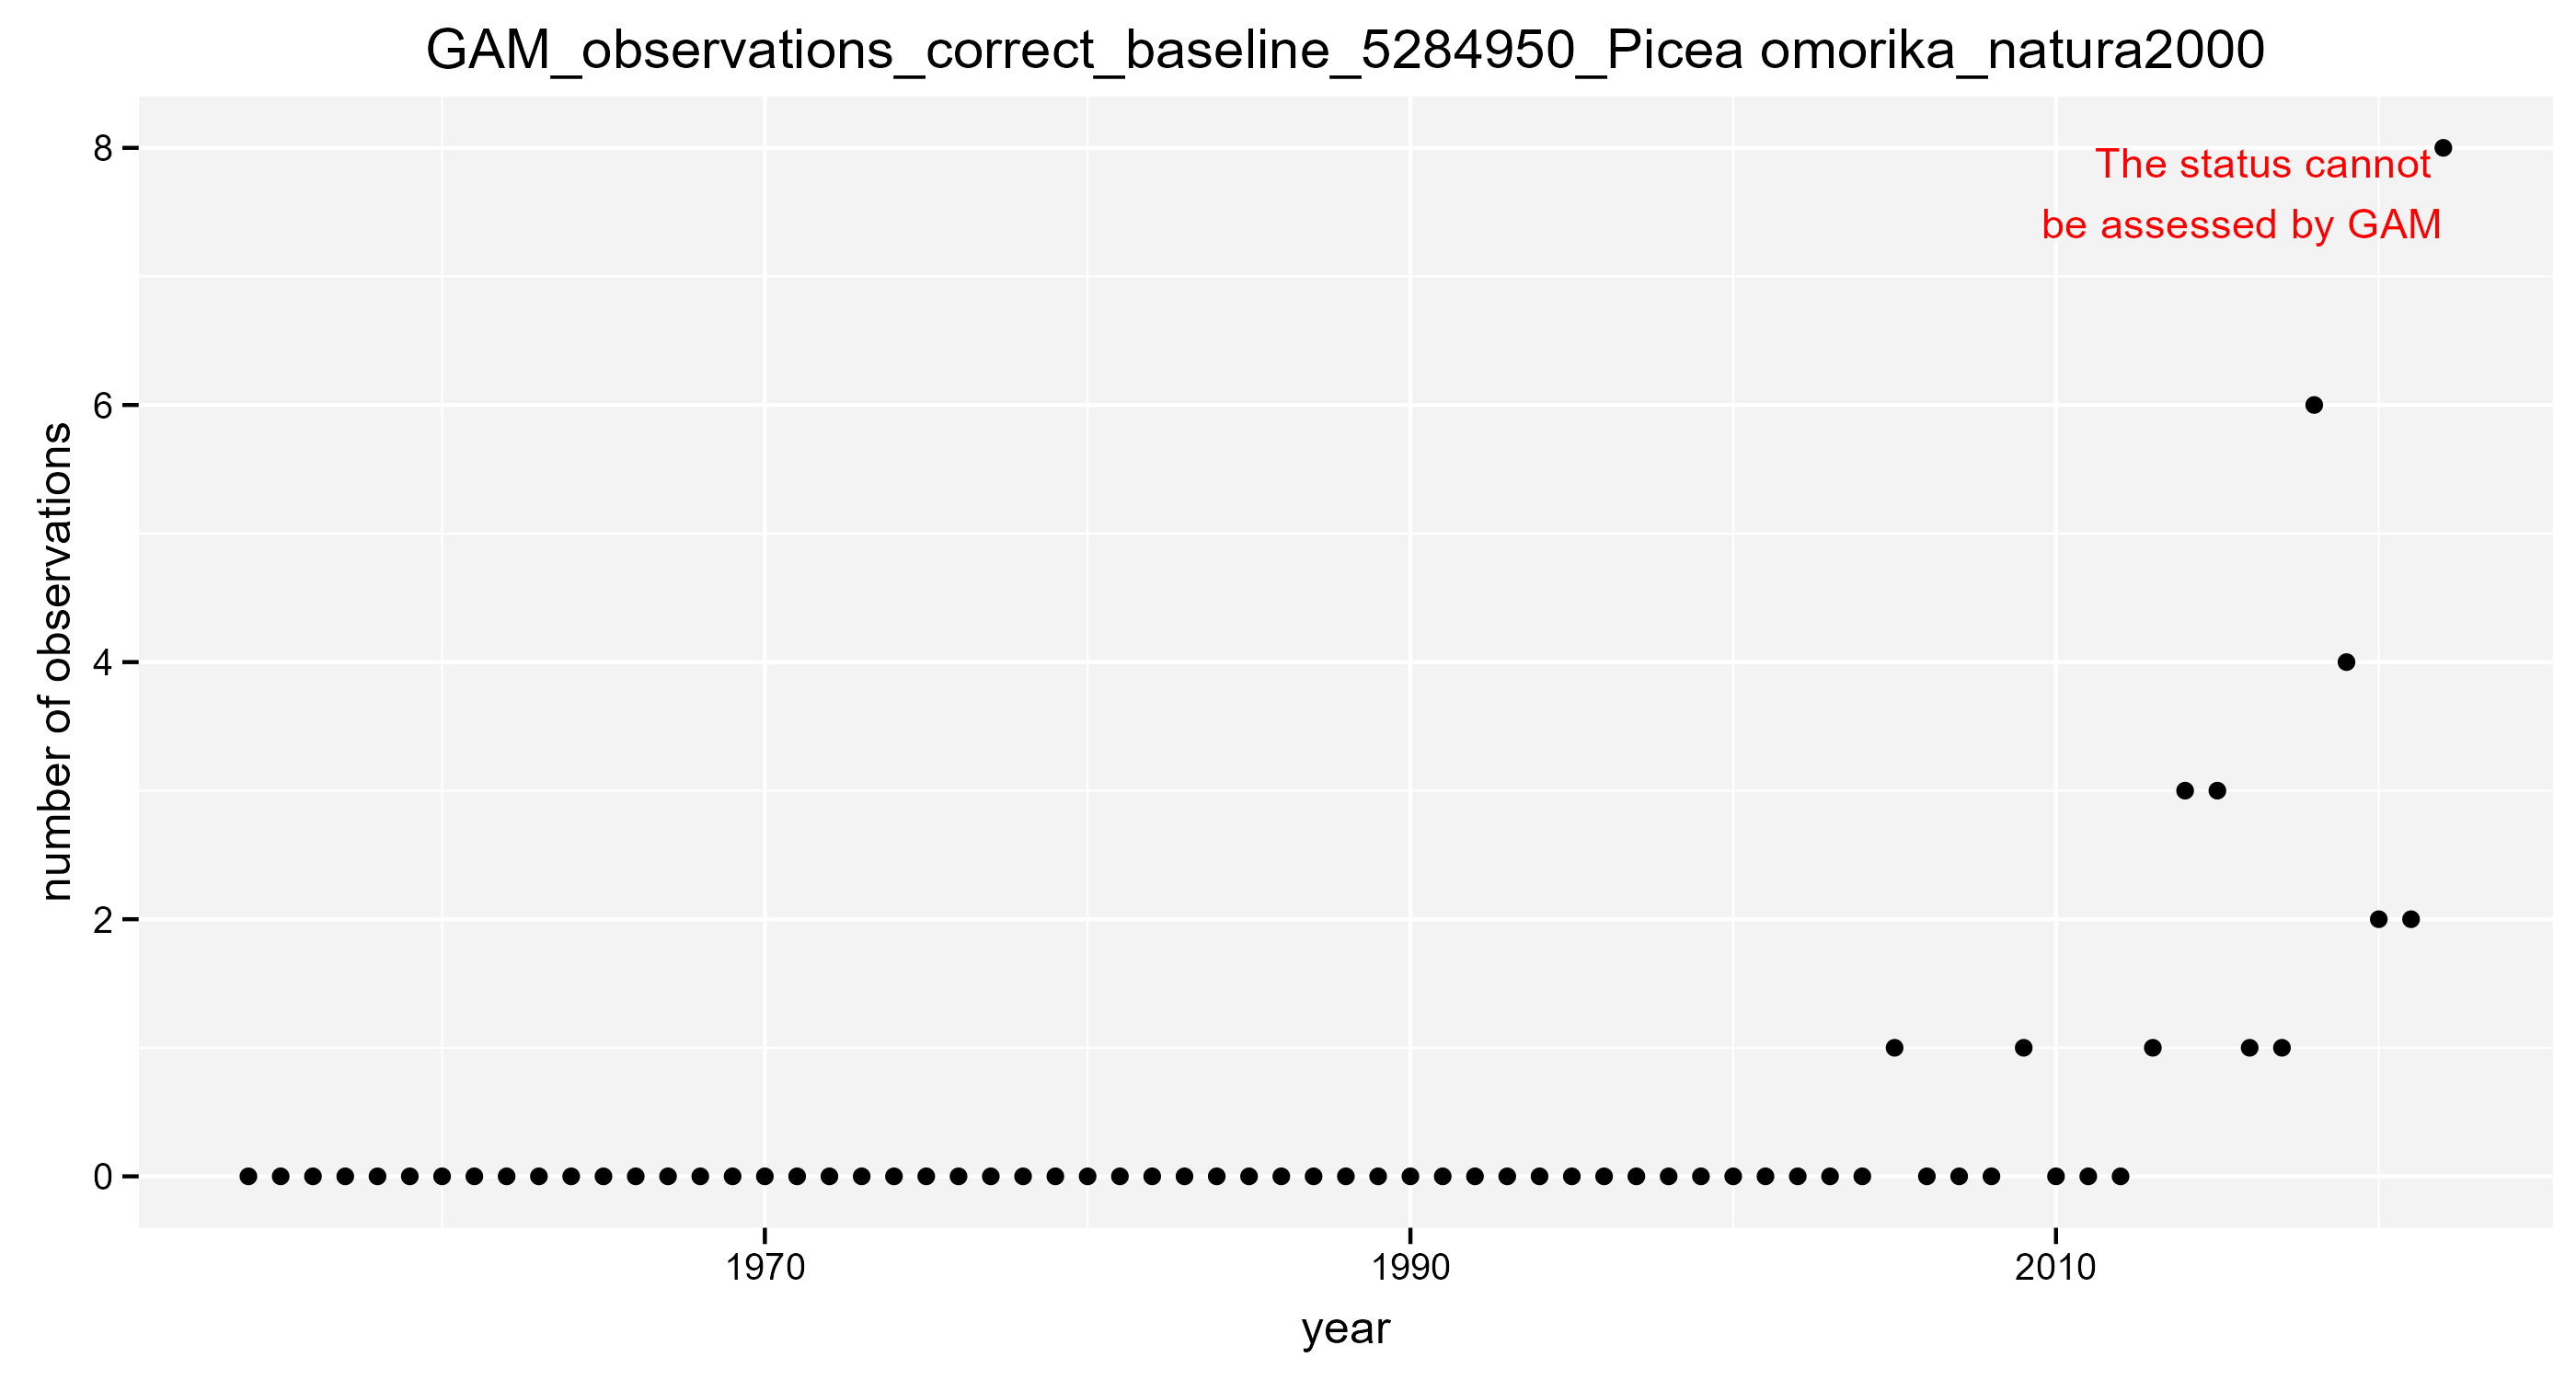 GAM_observations_correct_baseline_5284950_Picea omorika_natura2000
8
The status cannot
be assessed by GAM
6
number of observations
4
2
0
1970
1990
2010
year